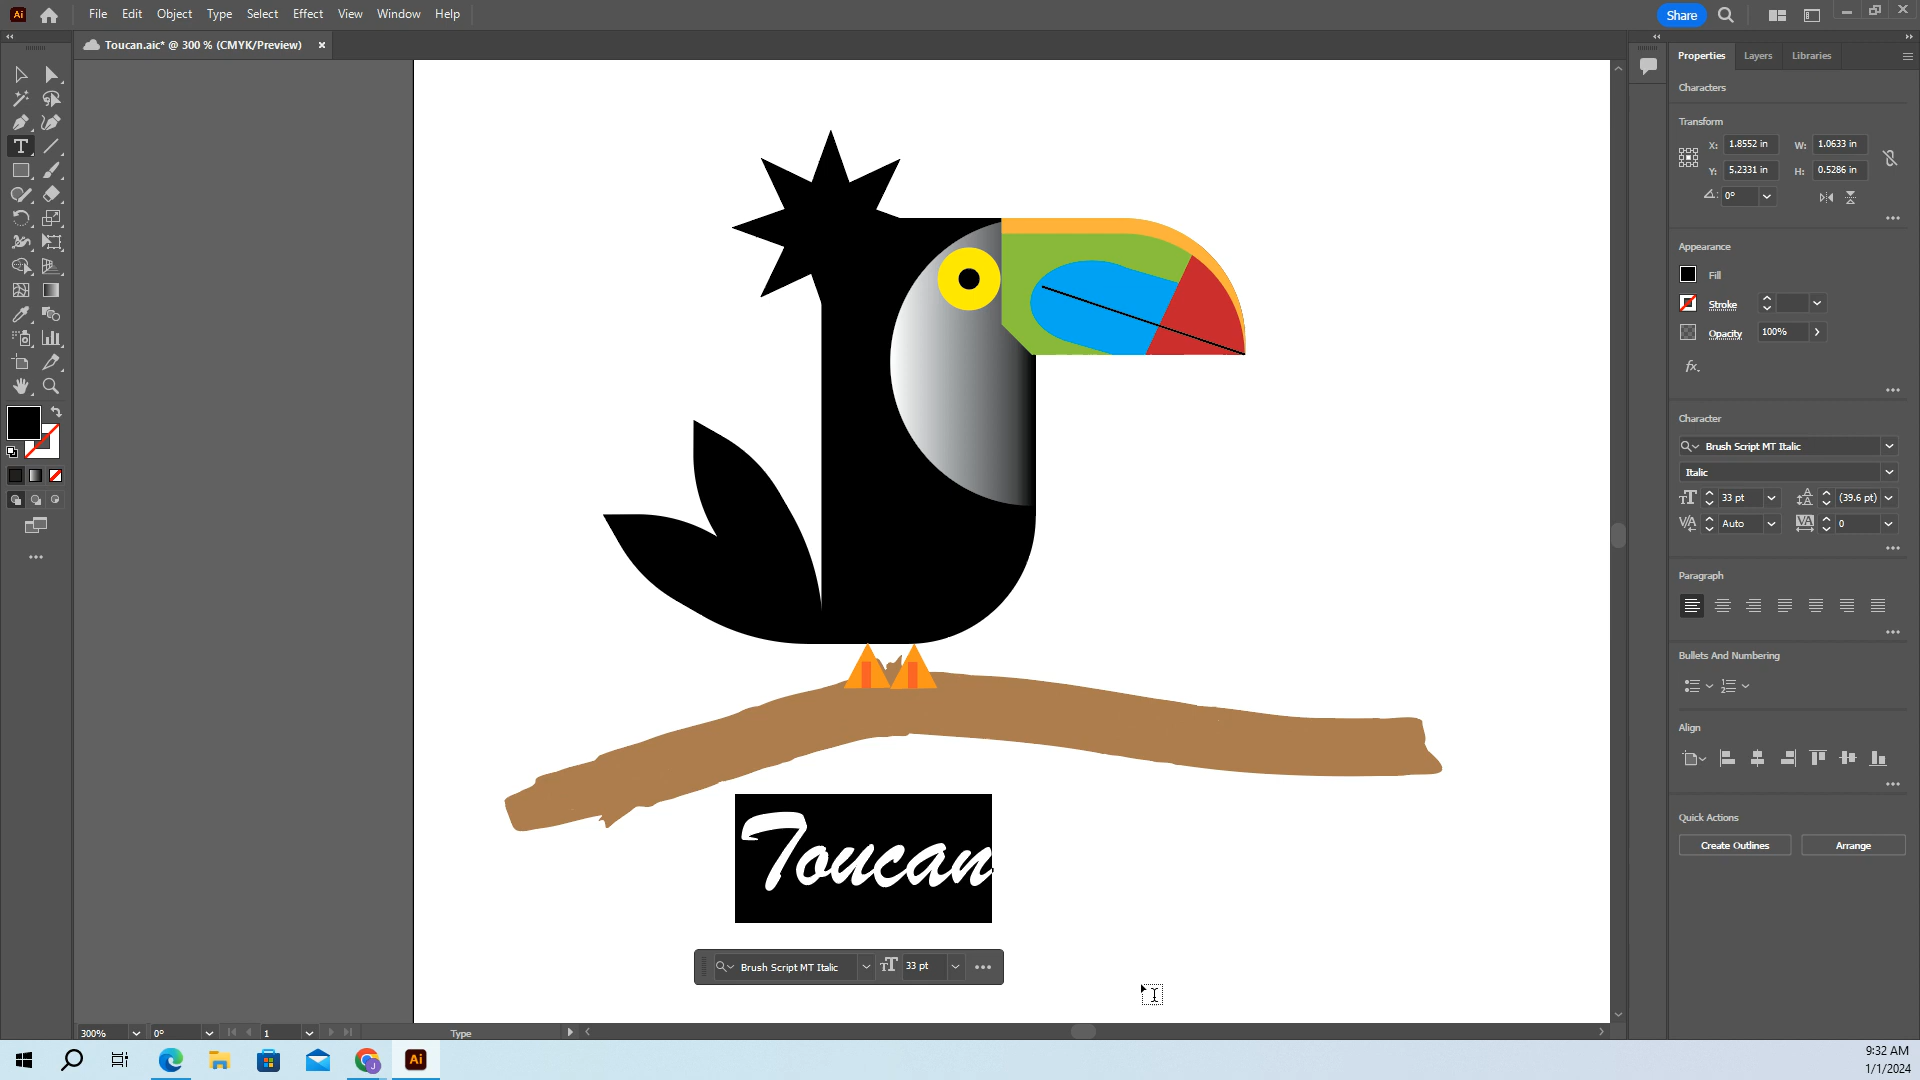 Ai File Edit Object Type Select Effect View Window Help Share
Toucan.aic* @ 300 % (CMYK/Preview) ×
Properties Layers Libraries
Characters
Transform
X: 1.8552 in W: 1.0633 in
Y: 5.2331 in H: 0.5286 in
0°
Appearance
Fill
Stroke
Opacity 100%
fx.
Character
Brush Script MT Italic
Italic
33 pt (39.6 pt)
Auto 0
Paragraph
Bullets And Numbering
Align
Quick Actions
Create Outlines Arrange
Toucan
Brush Script MT Italic 33 pt
300% 0° 1 Type
Ai
9:32 AM
1/1/2024